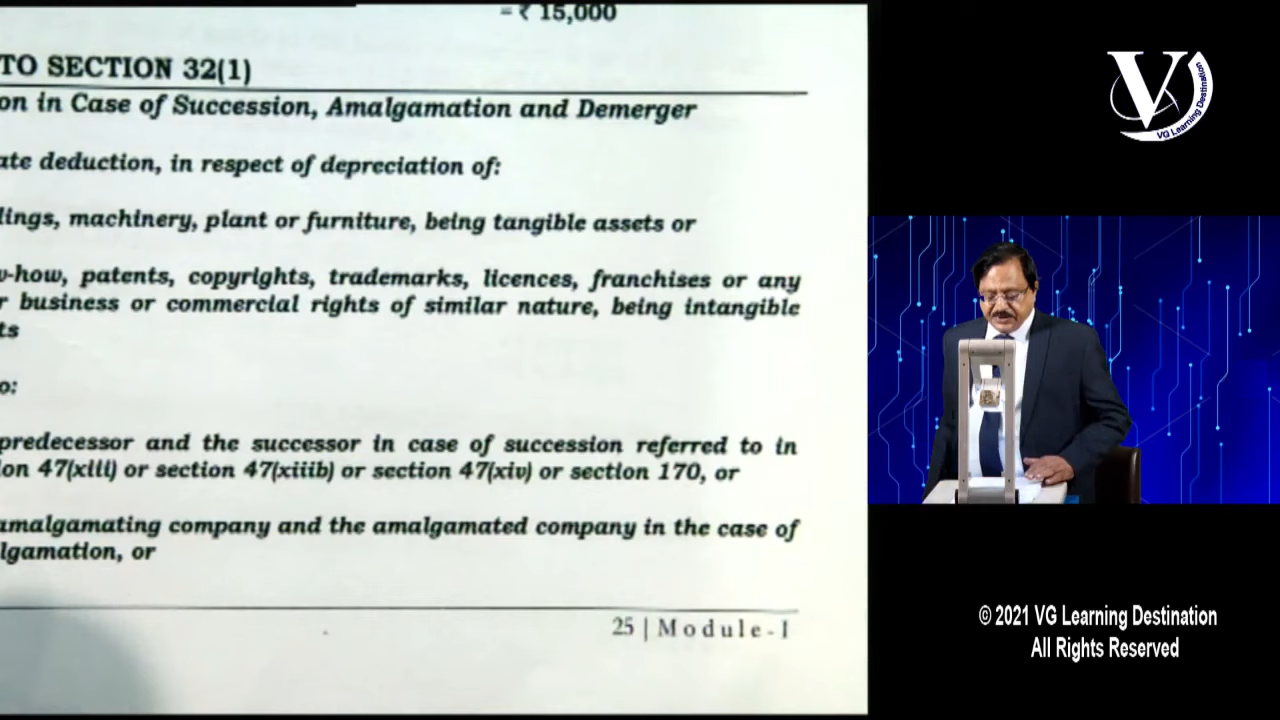 = ₹ 15,000
TO SECTION 32(1)
on in Case of Succession, Amalgamation and Demerger
ate deduction, in respect of depreciation of:
lings, machinery, plant or furniture, being tangible assets or
v-how, patents, copyrights, trademarks, licences, franchises or any
r business or commercial rights of similar nature, being intangible
ts
o:
predecessor and the successor in case of succession referred to in
ion 47(xiii) or section 47(xiiib) or section 47(xiv) or section 170, or
amalgamating company and the amalgamated company in the case of
lgamation, or
25 | Module-1
V
VG Learning Destination
© 2021 VG Learning Destination
All Rights Reserved